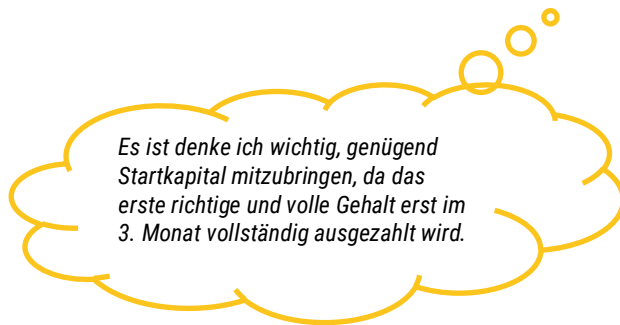 Es ist denke ich wichtig, genügend
Startkapital mitzubringen, da das
erste richtige und volle Gehalt erst im
3. Monat vollständig ausgezahlt wird.